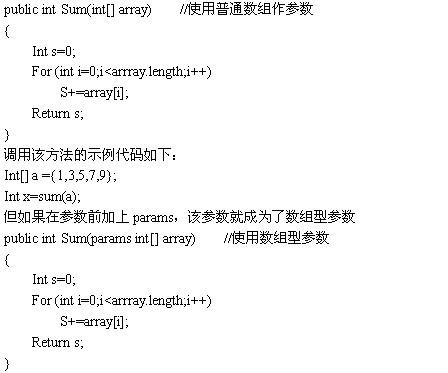 public int Sum(int[] array)        //使用普通数组作参数
{
Int s=0;
For (int i=0;i<arrray.length;i++)
S+=array[i];
Return s;
}
调用该方法的示例代码如下：
Int[] a ={1,3,5,7,9};
Int x=sum(a);
但如果在参数前加上 params，该参数就成为了数组型参数
public int Sum(params int[] array)        //使用数组型参数
{
Int s=0;
For (int i=0;i<arrray.length;i++)
S+=array[i];
Return s;
}